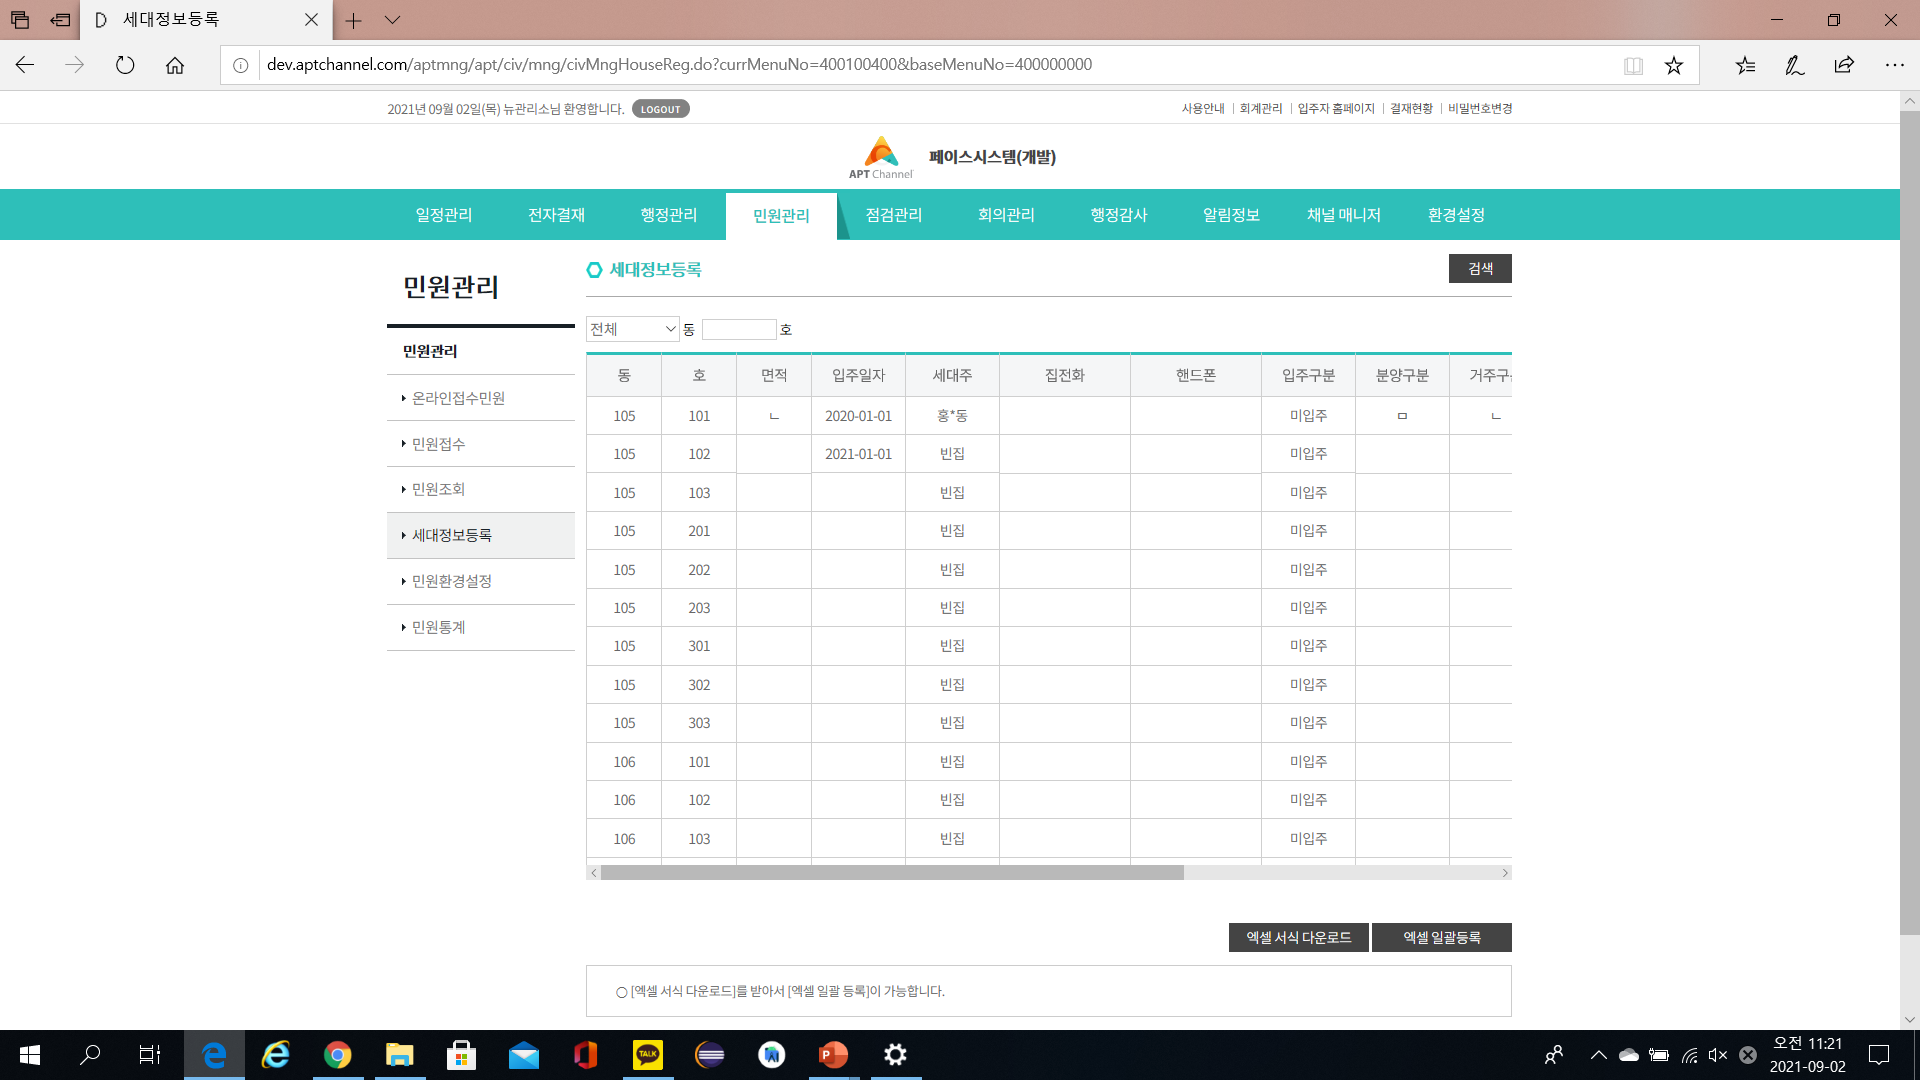 세대정보등록
dev.aptchannel.com/aptmng/apt/civ/mng/civMngHouseReg.do?currMenuNo=400100400&baseMenuNo=400000000
2021년 09월 02일(목) 뉴관리소님 환영합니다. LOGOUT
사용안내 회계관리 입주자 홈페이지 결재현황 비밀번호변경
APT Channel 페이스시스템(개발)
일정관리 전자결재 행정관리 민원관리 점검관리 회의관리 행정감사 알림정보 채널 매니저 환경설정
민원관리
민원관리
온라인접수민원
민원접수
민원조회
세대정보등록
민원환경설정
민원통계
세대정보등록 검색
전체 동 호
동 호 면적 입주일자 세대주 집전화 핸드폰 입주구분 분양구분 거주구
105 101 ㄴ 2020-01-01 홍*동 미입주 ㅁ ㄴ
105 102 2021-01-01 빈집 미입주
105 103 빈집 미입주
105 201 빈집 미입주
105 202 빈집 미입주
105 203 빈집 미입주
105 301 빈집 미입주
105 302 빈집 미입주
105 303 빈집 미입주
106 101 빈집 미입주
106 102 빈집 미입주
106 103 빈집 미입주
엑셀 서식 다운로드 엑셀 일괄등록
[엑셀 서식 다운로드]를 받아서 [엑셀 일괄 등록]이 가능합니다.
TALK
오전 11:21
2021-09-02